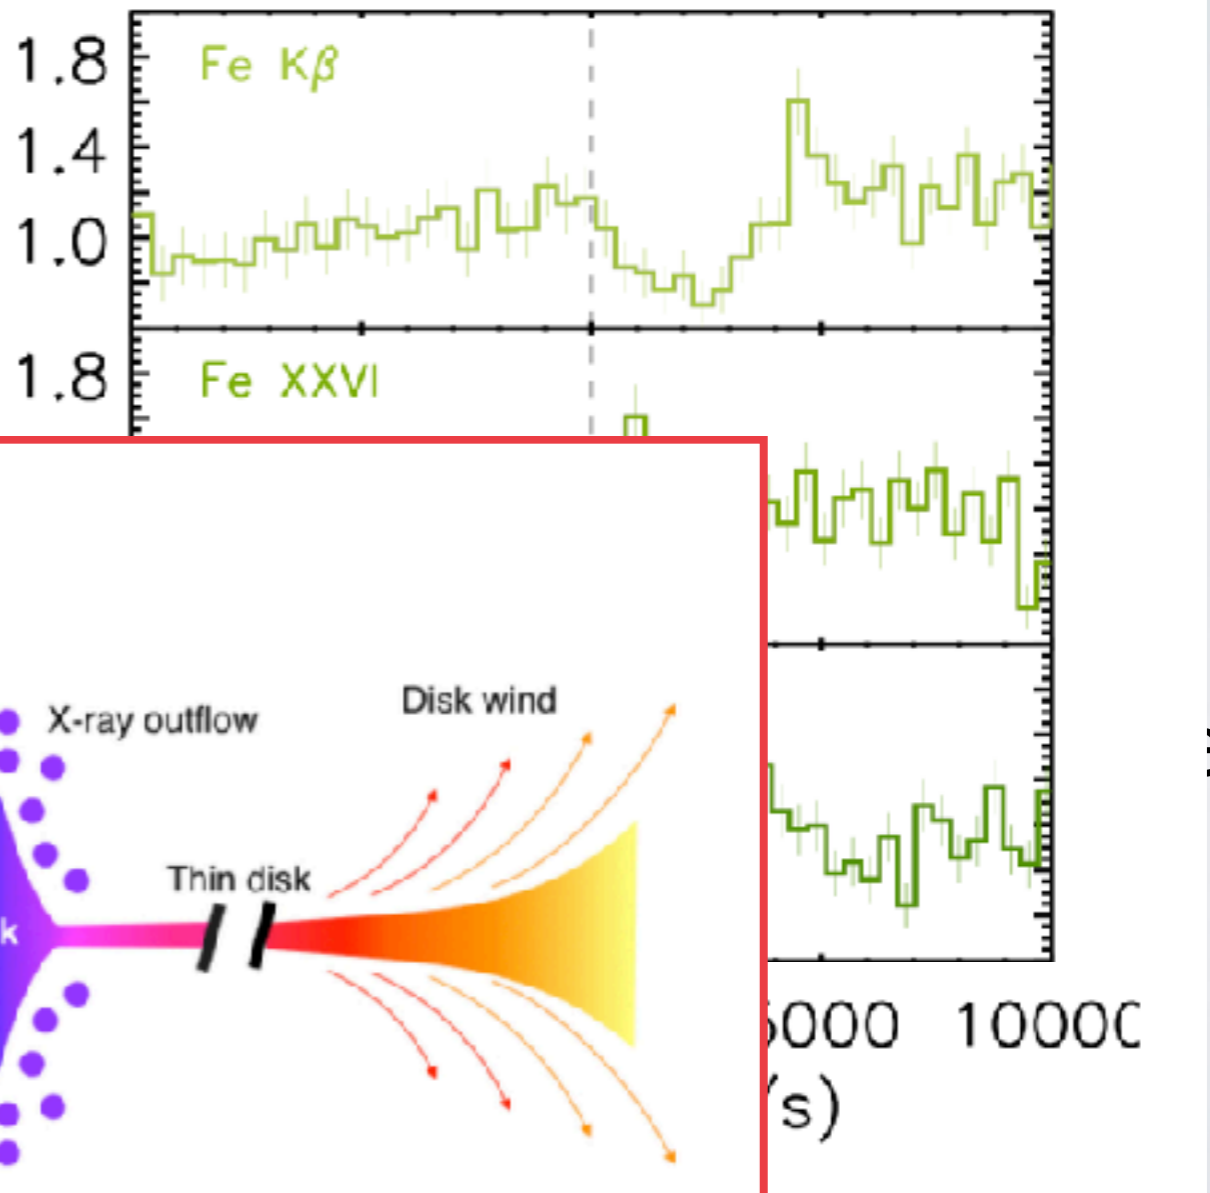 1.8
Fe Kβ
1.4
1.0
1.8
Fe XXVI
Disk wind
X-ray outflow
Thin disk
k
5000
10000
/s)